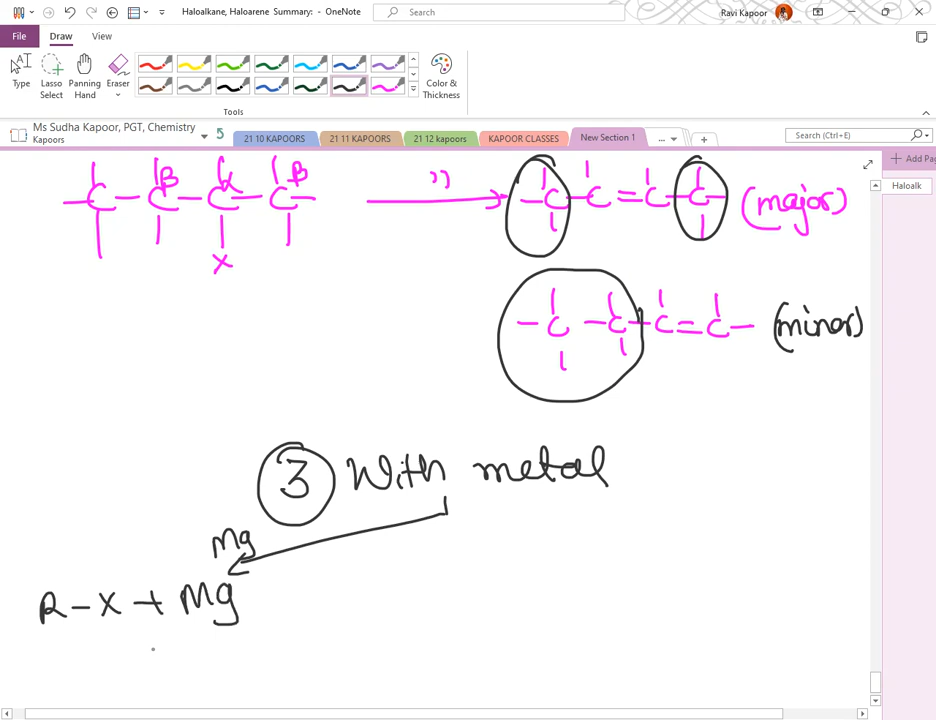 Haloalkane, Haloarene Summary: - OneNote
Search
Ravi Kapoor
File
Draw
View
Type
Lasso Select
Panning Hand
Eraser
Color & Thickness
Tools
Ms Sudha Kapoor, PGT, Chemistry
Kapoors
21 10 KAPOORS
21 11 KAPOORS
21 12 kapoors
KAPOOR CLASSES
New Section 1
...
Search (Ctrl+E)
Add Pag
Haloalk
β α β
-C-C-C-C- → -C-C=C-C- (major)
X
-C-C-C=C- (minor)
3 With metal
Mg
R-X + Mg